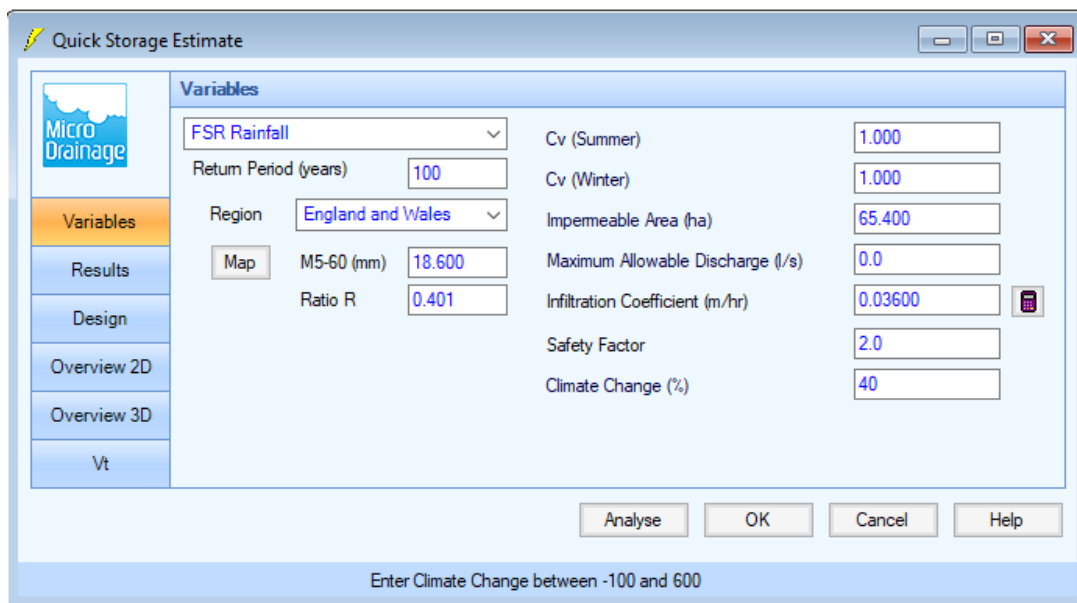 Quick Storage Estimate
Micro
Drainage
Variables
Results
Design
Overview 2D
Overview 3D
Vt
Variables
FSR Rainfall
Return Period (years) 100
Region England and Wales
Map M5-60 (mm) 18.600
Ratio R 0.401
Cv (Summer) 1.000
Cv (Winter) 1.000
Impermeable Area (ha) 65.400
Maximum Allowable Discharge (l/s) 0.0
Infiltration Coefficient (m/hr) 0.03600
Safety Factor 2.0
Climate Change (%) 40
Analyse OK Cancel Help
Enter Climate Change between -100 and 600